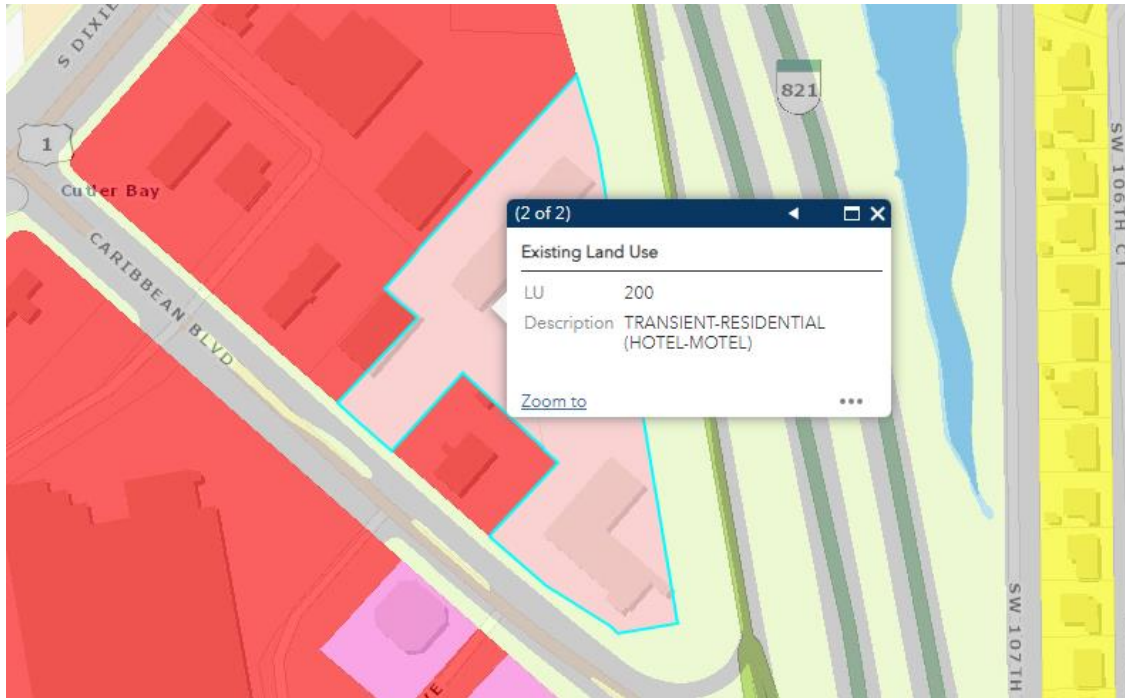 S DIXIE
1
Cutler Bay
CARIBBEAN BLVD
821
(2 of 2)
Existing Land Use
LU 200
Description TRANSIENT-RESIDENTIAL
(HOTEL-MOTEL)
Zoom to
SW 106TH CT
SW 107TH
VE